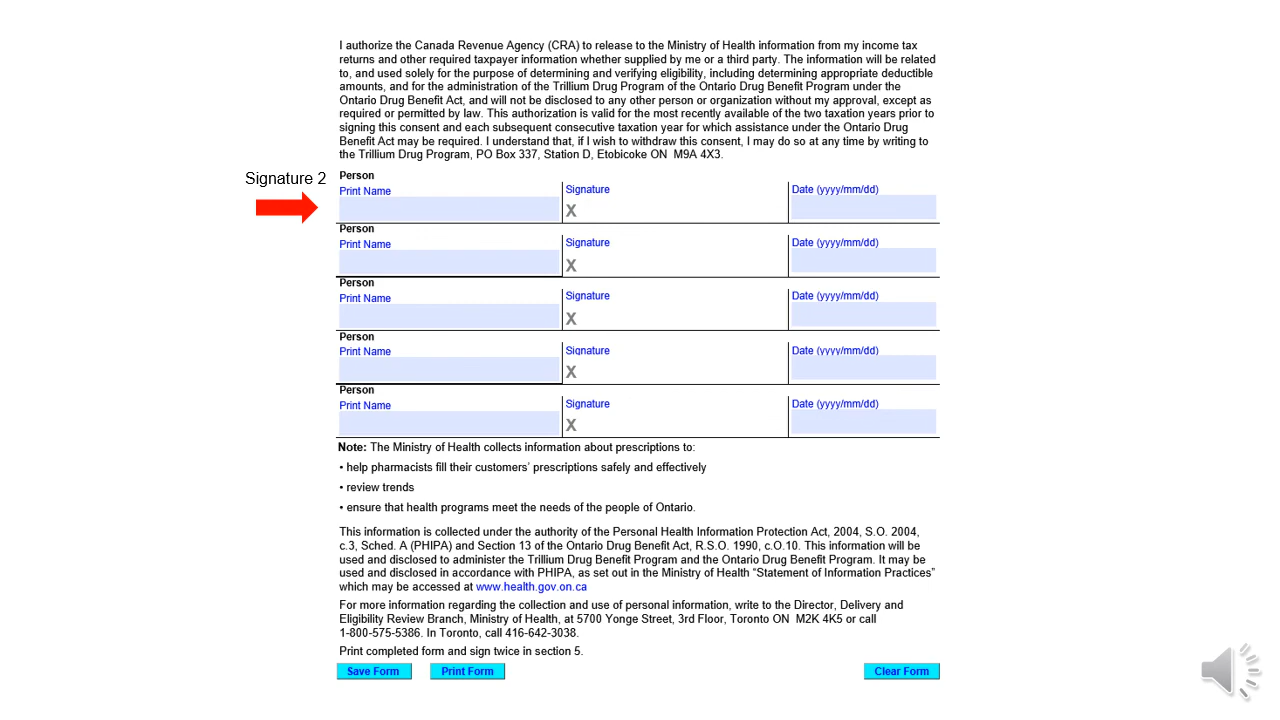 I authorize the Canada Revenue Agency (CRA) to release to the Ministry of Health information from my income tax
returns and other required taxpayer information whether supplied by me or a third party. The information will be related
to, and used solely for the purpose of determining and verifying eligibility, including determining appropriate deductible
amounts, and for the administration of the Trillium Drug Program of the Ontario Drug Benefit Program under the
Ontario Drug Benefit Act, and will not be disclosed to any other person or organization without my approval, except as
required or permitted by law. This authorization is valid for the most recently available of the two taxation years prior to
signing this consent and each subsequent consecutive taxation year for which assistance under the Ontario Drug
Benefit Act may be required. I understand that, if I wish to withdraw this consent, I may do so at any time by writing to
the Trillium Drug Program, PO Box 337, Station D, Etobicoke ON  M9A 4X3.
Signature 2
Person
Print Name Signature Date (yyyy/mm/dd)
X
Person
Print Name Signature Date (yyyy/mm/dd)
X
Person
Print Name Signature Date (yyyy/mm/dd)
X
Person
Print Name Signature Date (yyyy/mm/dd)
X
Person
Print Name Signature Date (yyyy/mm/dd)
X
Note: The Ministry of Health collects information about prescriptions to:
• help pharmacists fill their customers' prescriptions safely and effectively
• review trends
• ensure that health programs meet the needs of the people of Ontario.
This information is collected under the authority of the Personal Health Information Protection Act, 2004, S.O. 2004,
c.3, Sched. A (PHIPA) and Section 13 of the Ontario Drug Benefit Act, R.S.O. 1990, c.O.10. This information will be
used and disclosed to administer the Trillium Drug Benefit Program and the Ontario Drug Benefit Program. It may be
used and disclosed in accordance with PHIPA, as set out in the Ministry of Health “Statement of Information Practices”
which may be accessed at www.health.gov.on.ca
For more information regarding the collection and use of personal information, write to the Director, Delivery and
Eligibility Review Branch, Ministry of Health, at 5700 Yonge Street, 3rd Floor, Toronto ON  M2K 4K5 or call
1-800-575-5386. In Toronto, call 416-642-3038.
Print completed form and sign twice in section 5.
Save Form Print Form Clear Form